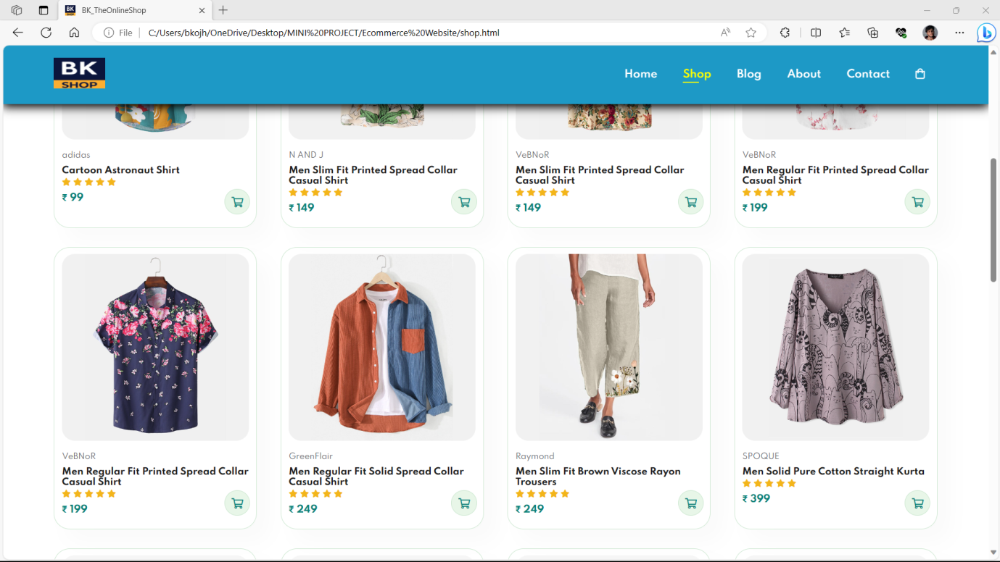 BK_TheOnlineShop
File
C:/Users/bkojh/OneDrive/Desktop/MINI%20PROJECT/Ecommerce%20Website/shop.html
BK
SHOP
Home
Shop
Blog
About
Contact
adidas
Cartoon Astronaut Shirt
₹ 99
N AND J
Men Slim Fit Printed Spread Collar
Casual Shirt
₹ 149
VeBNoR
Men Slim Fit Printed Spread Collar
Casual Shirt
₹ 149
VeBNoR
Men Regular Fit Printed Spread Collar
Casual Shirt
₹ 199
VeBNoR
Men Regular Fit Printed Spread Collar
Casual Shirt
₹ 199
GreenFlair
Men Regular Fit Solid Spread Collar
Casual Shirt
₹ 249
Raymond
Men Slim Fit Brown Viscose Rayon
Trousers
₹ 249
SPOQUE
Men Solid Pure Cotton Straight Kurta
₹ 399